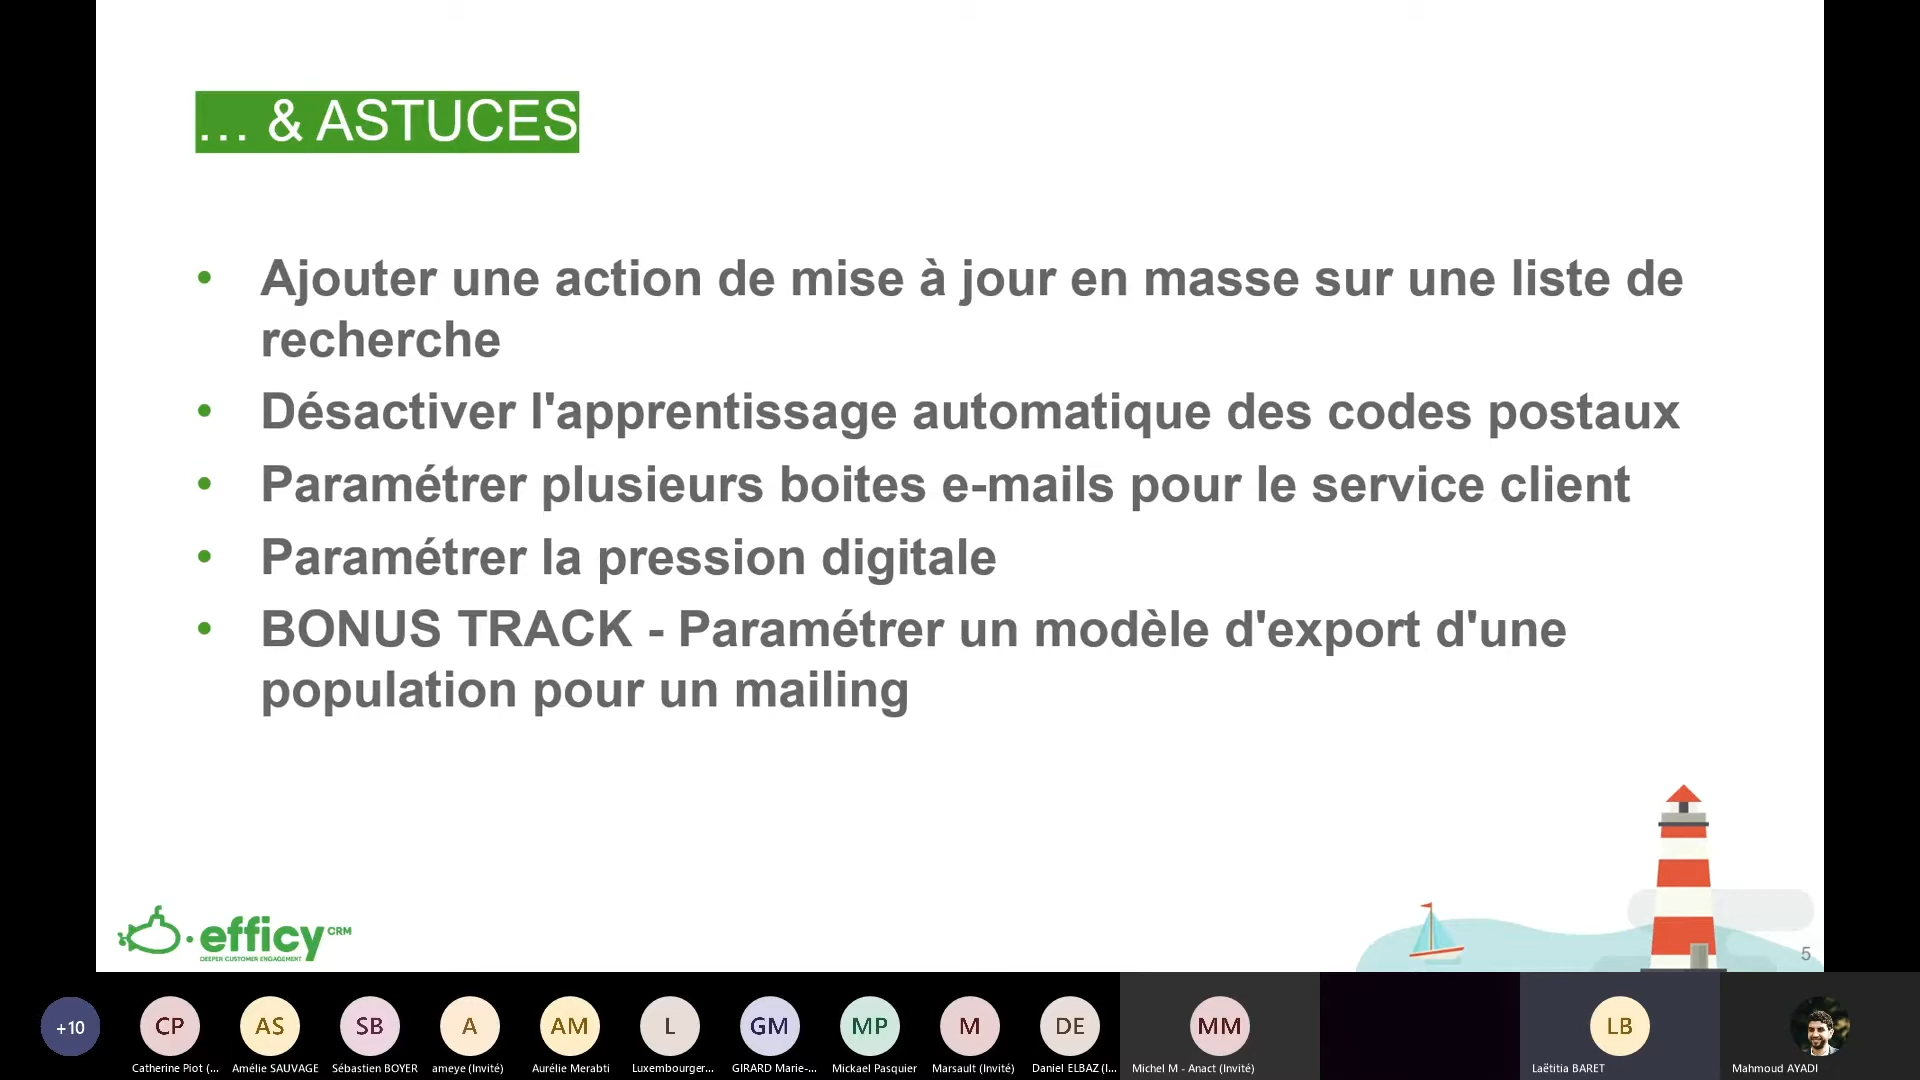 … & ASTUCES
• Ajouter une action de mise à jour en masse sur une liste de
recherche
• Désactiver l'apprentissage automatique des codes postaux
• Paramétrer plusieurs boites e-mails pour le service client
• Paramétrer la pression digitale
• BONUS TRACK - Paramétrer un modèle d'export d'une
population pour un mailing
efficy CRM
DEEPER CUSTOMER ENGAGEMENT
5
+10 CP AS SB A AM L GM MP M DE MM LB
Catherine Piot (... Amélie SAUVAGE Sébastien BOYER ameye (Invité) Aurélie Merabti Luxembourger... GIRARD Marie-... Mickael Pasquier Marsault (Invité) Daniel ELBAZ (I... Michel M - Anact (Invité) Laëtitia BARET Mahmoud AYADI